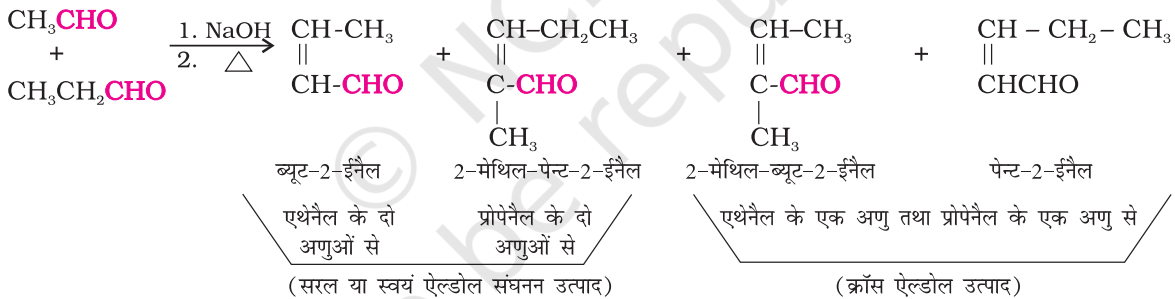 CH₃CHO + CH₃CH₂CHO
1. NaOH
2. △
CH-CH₃ || CH-CHO
+
CH–CH₂CH₃ || C-CHO | CH₃
+
CH–CH₃ || C-CHO | CH₃
+
CH – CH₂ – CH₃ || CHCHO
ब्यूट-2-ईनैल 2-मेथिल-पेन्ट-2-ईनैल 2-मेथिल-ब्यूट-2-ईनैल पेन्ट-2-ईनैल
एथेनैल के दो
अणुओं से
प्रोपेनैल के दो
अणुओं से
एथेनैल के एक अणु तथा प्रोपेनैल के एक अणु से
(सरल या स्वयं ऐल्डोल संघनन उत्पाद)
(क्रॉस ऐल्डोल उत्पाद)